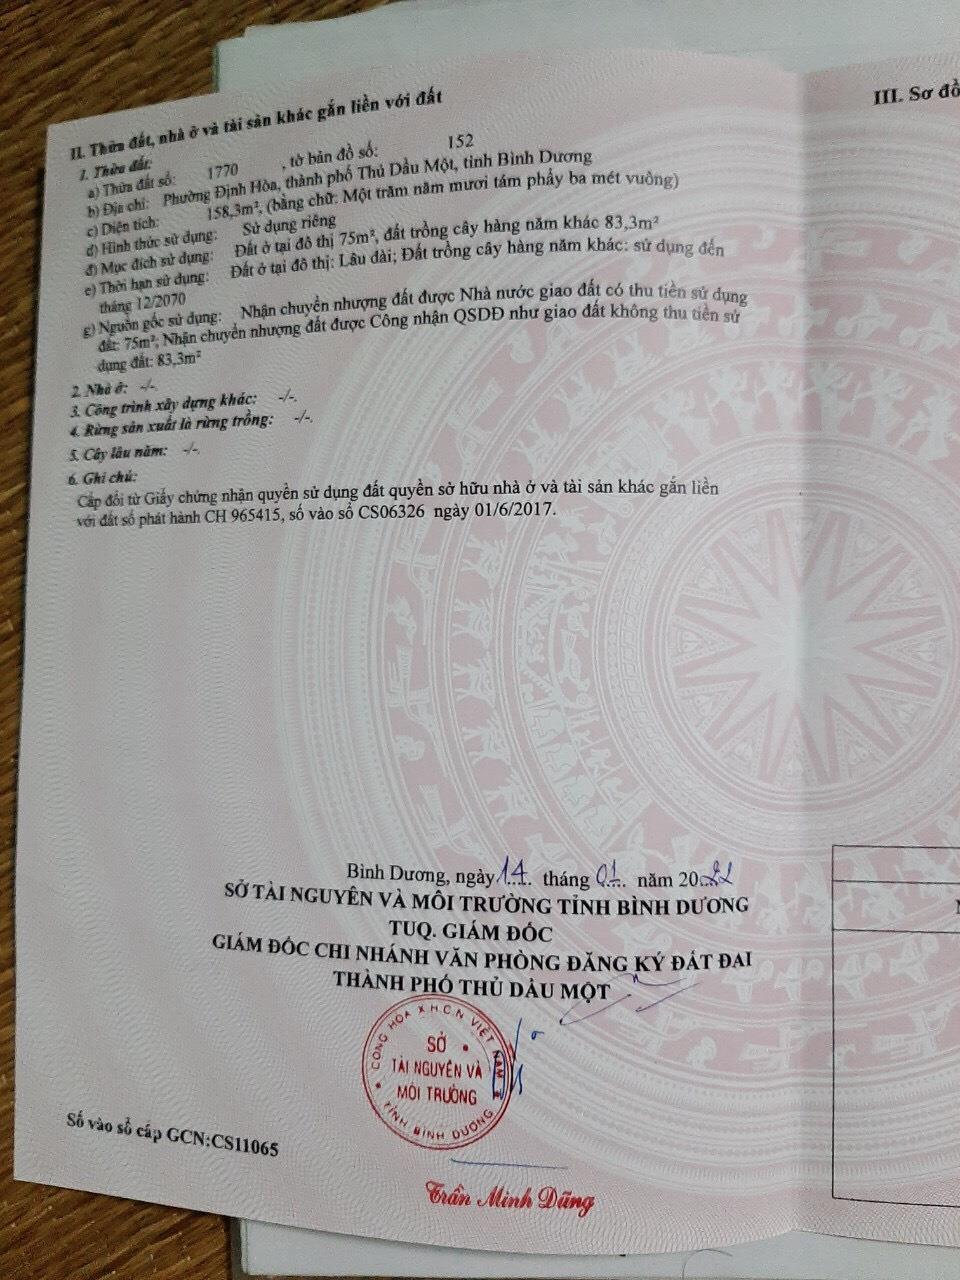 II. Thửa đất, nhà ở và tài sản khác gắn liền với đất
1. Thửa đất:
a) Thửa đất số: 1770 , tờ bản đồ số: 152
b) Địa chỉ: Phường Định Hòa, thành phố Thủ Dầu Một, tỉnh Bình Dương
c) Diện tích: 158,3m², (bằng chữ: Một trăm năm mươi tám phẩy ba mét vuông)
d) Hình thức sử dụng: Sử dụng riêng
đ) Mục đích sử dụng: Đất ở tại đô thị 75m², đất trồng cây hàng năm khác 83,3m²
e) Thời hạn sử dụng: Đất ở tại đô thị: Lâu dài; Đất trồng cây hàng năm khác: sử dụng đến
tháng 12/2070
g) Nguồn gốc sử dụng: Nhận chuyển nhượng đất được Nhà nước giao đất có thu tiền sử dụng
đất: 75m²; Nhận chuyển nhượng đất được Công nhận QSDĐ như giao đất không thu tiền sử
dụng đất: 83,3m²
2. Nhà ở: -/-.
3. Công trình xây dựng khác: -/-.
4. Rừng sản xuất là rừng trồng: -/-.
5. Cây lâu năm: -/-.
6. Ghi chú:
Cấp đổi từ Giấy chứng nhận quyền sử dụng đất quyền sở hữu nhà ở và tài sản khác gắn liền
với đất số phát hành CH 965415, số vào sổ CS06326 ngày 01/6/2017.
III. Sơ đồ
Bình Dương, ngày 14 tháng 01 năm 2022
SỞ TÀI NGUYÊN VÀ MÔI TRƯỜNG TỈNH BÌNH DƯƠNG
TUQ. GIÁM ĐỐC
GIÁM ĐỐC CHI NHÁNH VĂN PHÒNG ĐĂNG KÝ ĐẤT ĐAI
THÀNH PHỐ THỦ DẦU MỘT
CỘNG HÒA X.H.C.N VIỆT NAM
SỞ
TÀI NGUYÊN VÀ
MÔI TRƯỜNG
TỈNH BÌNH DƯƠNG
Số vào sổ cấp GCN:CS11065
Trần Minh Dũng